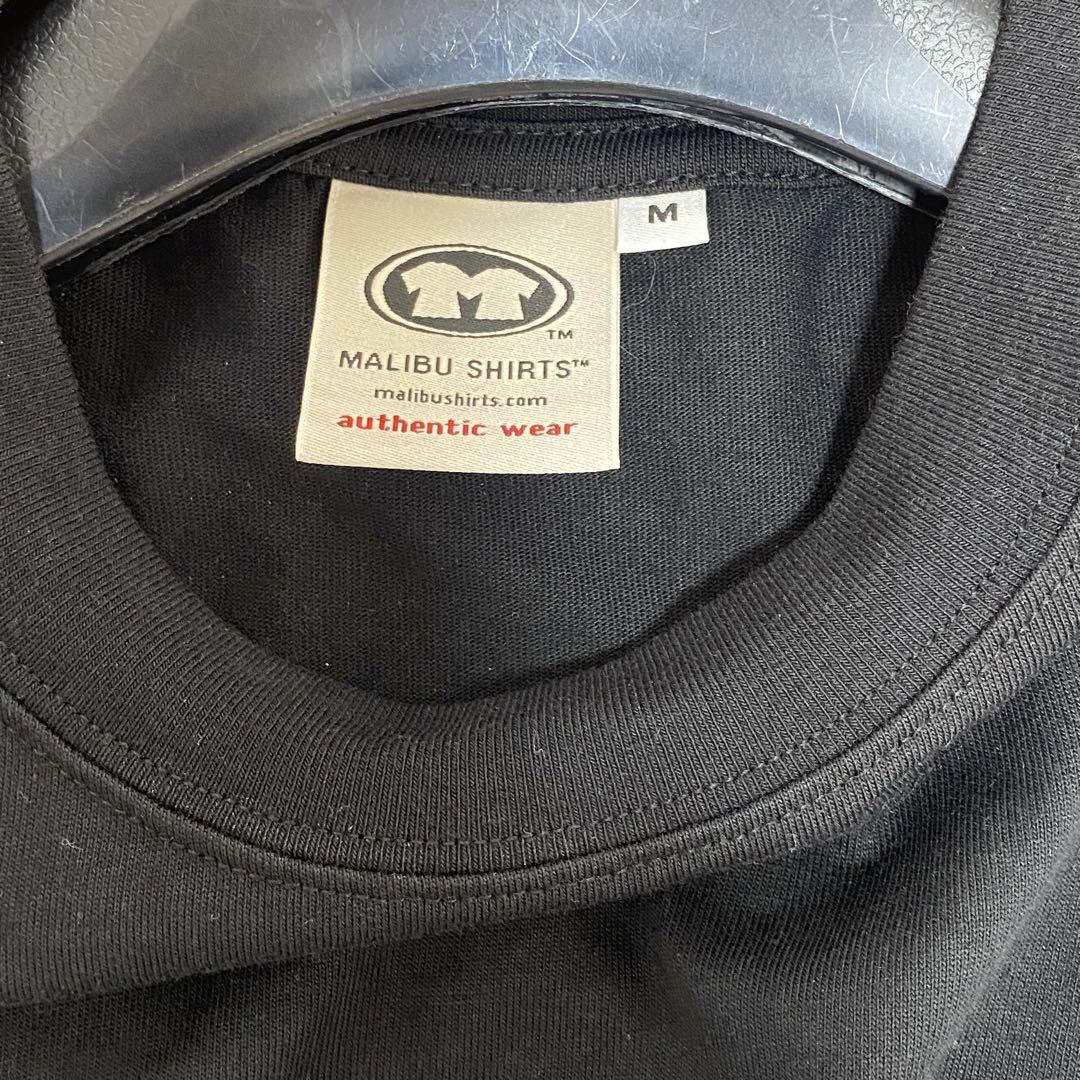 M
TM
MALIBU SHIRTS™
malibushirts.com
authentic wear